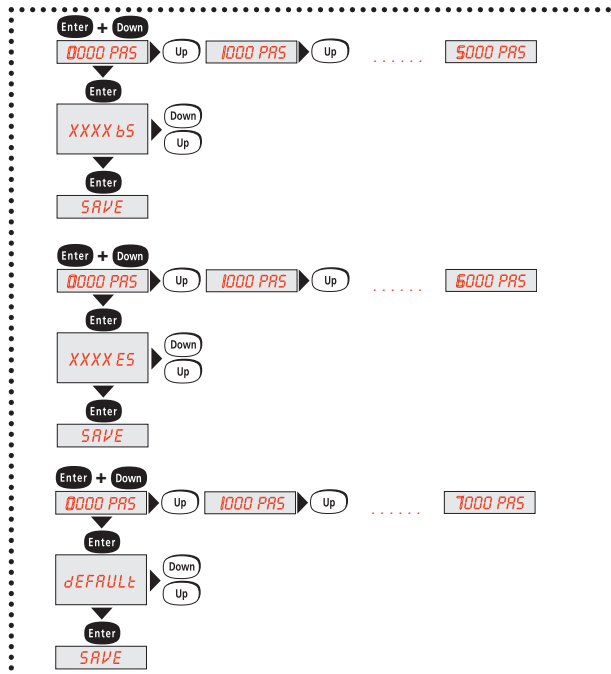 Enter + Down
0000 PAS Up 1000 PAS Up ...... 5000 PAS
Enter
XXXX bS Down
Up
Enter
SAVE
Enter + Down
0000 PAS Up 1000 PAS Up ...... 6000 PAS
Enter
XXXX ES Down
Up
Enter
SAVE
Enter + Down
0000 PAS Up 1000 PAS Up ...... 7000 PAS
Enter
dEFAULt Down
Up
Enter
SAVE